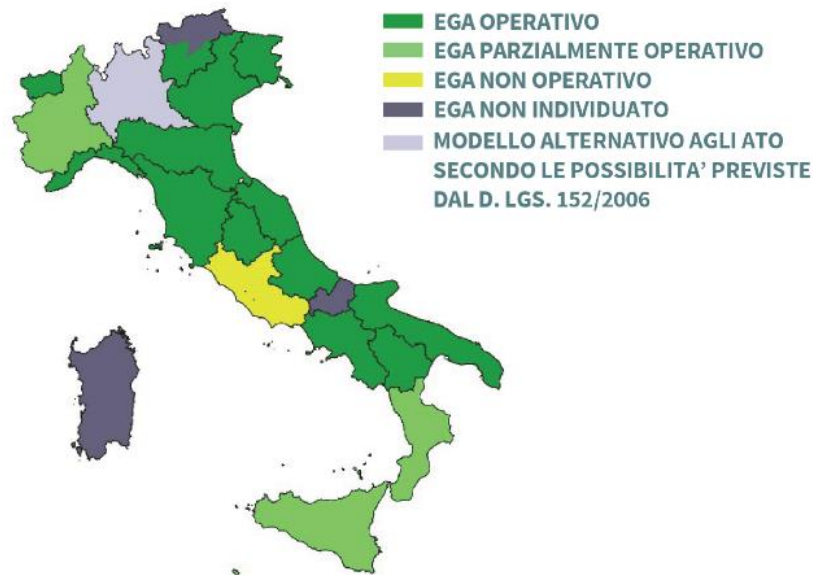 EGA OPERATIVO
EGA PARZIALMENTE OPERATIVO
EGA NON OPERATIVO
EGA NON INDIVIDUATO
MODELLO ALTERNATIVO AGLI ATO
SECONDO LE POSSIBILITA' PREVISTE
DAL D. LGS. 152/2006